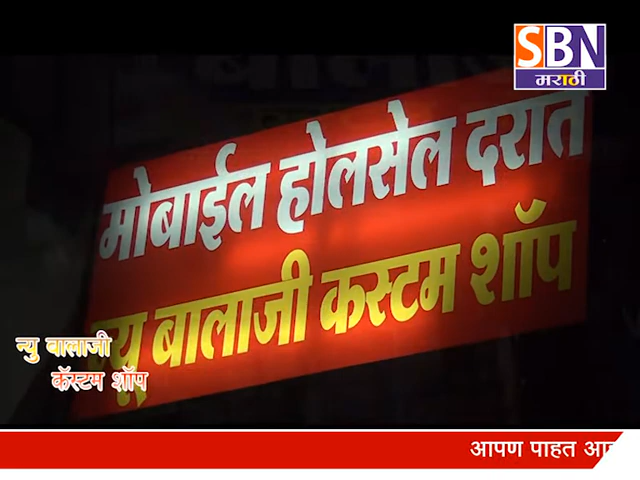 SBN
मराठी
मोबाईल होलसेल दरात
न्यु बालाजी कस्टम शॉप
न्यु बालाजी
कॅस्टम शॉप
आपण पाहत